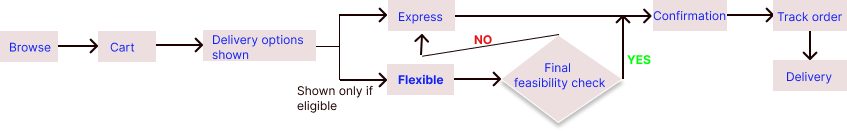 Browse
Cart
Delivery options
shown
Express
Shown only if
eligible
Flexible
NO
Final
feasibility check
YES
Confirmation
Track order
Delivery